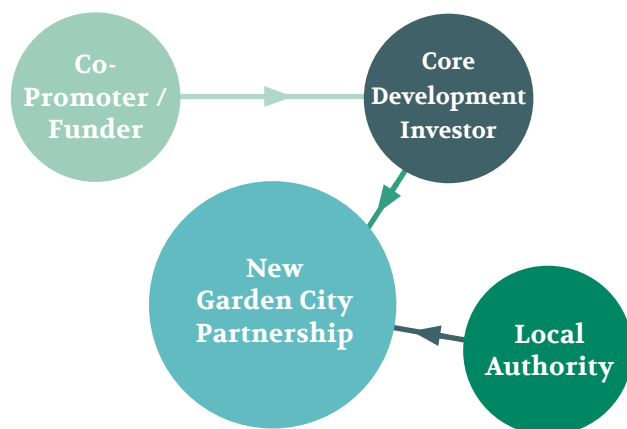 Co-
Promoter /
Funder
Core
Development
Investor
New
Garden City
Partnership
Local
Authority